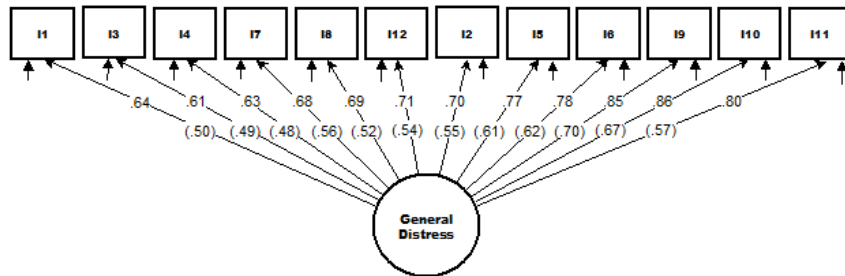 I1 I3 I4 I7 I8 I12 I2 I5 I6 I9 I10 I11
.64 .61 .63 .68 .69 .71 .70 .77 .78 .85 .86 .80
(.50) (.49) (.48) (.56) (.52) (.54) (.55) (.61) (.62) (.70) (.67) (.57)
General
Distress